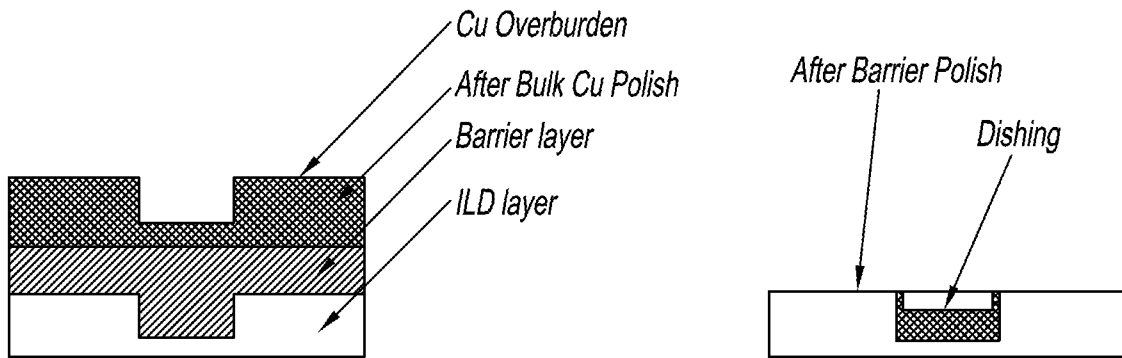 Cu Overburden
After Bulk Cu Polish
Barrier layer
ILD layer
After Barrier Polish
Dishing